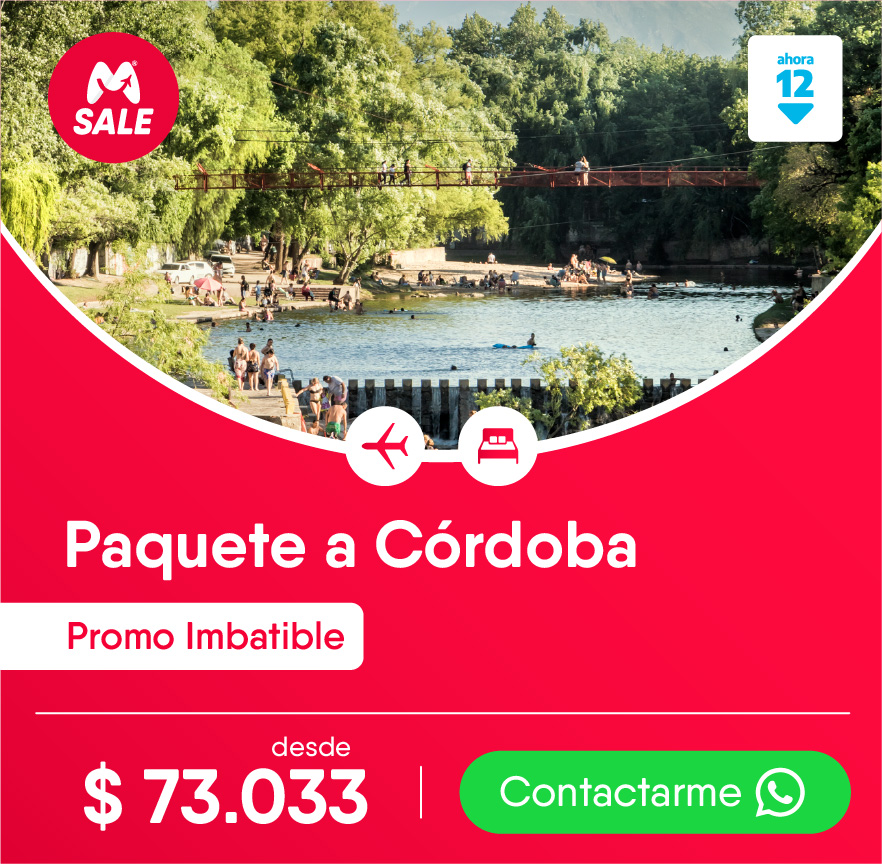 M®
SALE
ahora
12
Paquete a Córdoba
Promo Imbatible
desde
$ 73.033
Contactarme